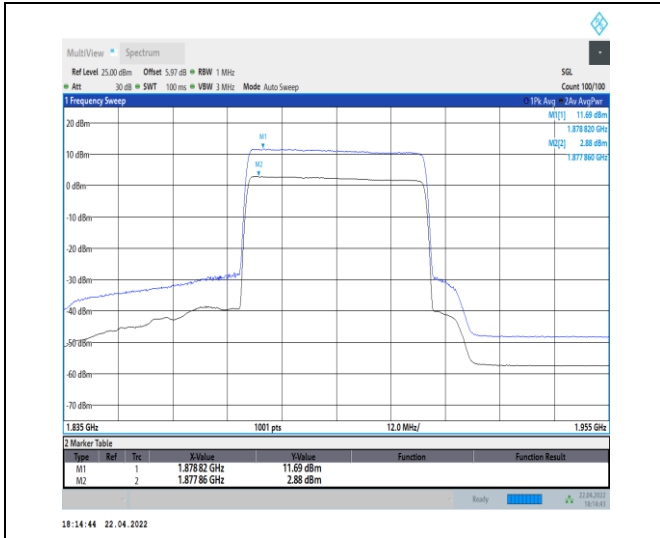 MultiView Spectrum
Ref Level 25.00 dBm Offset 5.97 dB RBW 1 MHz SGL
Att 30 dB SWT 100 ms VBW 3 MHz Mode Auto Sweep Count 100/100
1 Frequency Sweep 1Pk Avg 2Av AvgPwr
M1[1] 11.69 dBm
1.878 820 GHz
M2[2] 2.88 dBm
1.877 860 GHz
20 dBm
M1
10 dBm
M2
0 dBm
-10 dBm
-20 dBm
-30 dBm
-40 dBm
-50 dBm
-60 dBm
-70 dBm
1.835 GHz 1001 pts 12.0 MHz/ 1.955 GHz
2 Marker Table
Type Ref Trc X-Value Y-Value Function Function Result
M1 1 1.878 82 GHz 11.69 dBm
M2 2 1.877 86 GHz 2.88 dBm
Ready 22.04.2022
18:14:43
18:14:44 22.04.2022